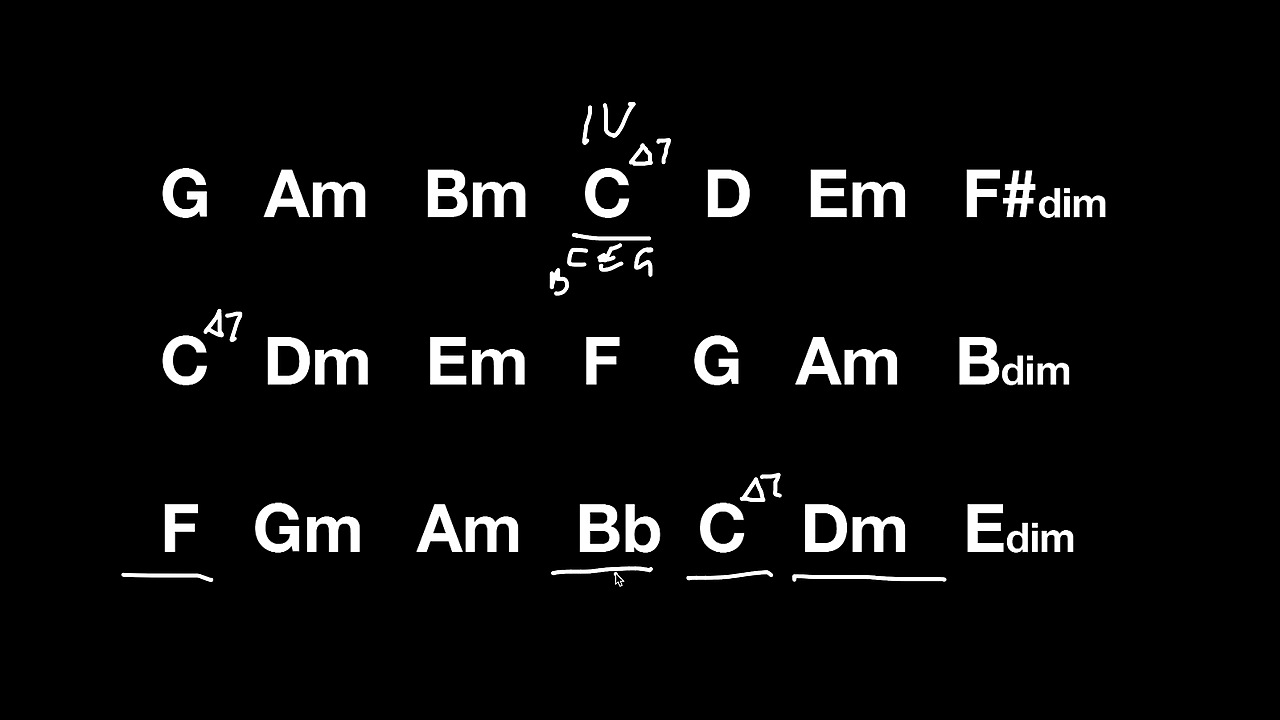 IV
G Am Bm C Δ7 D Em F#dim
C E G
B
C Δ7 Dm Em F G Am Bdim
F Gm Am Bb C Δ7 Dm Edim